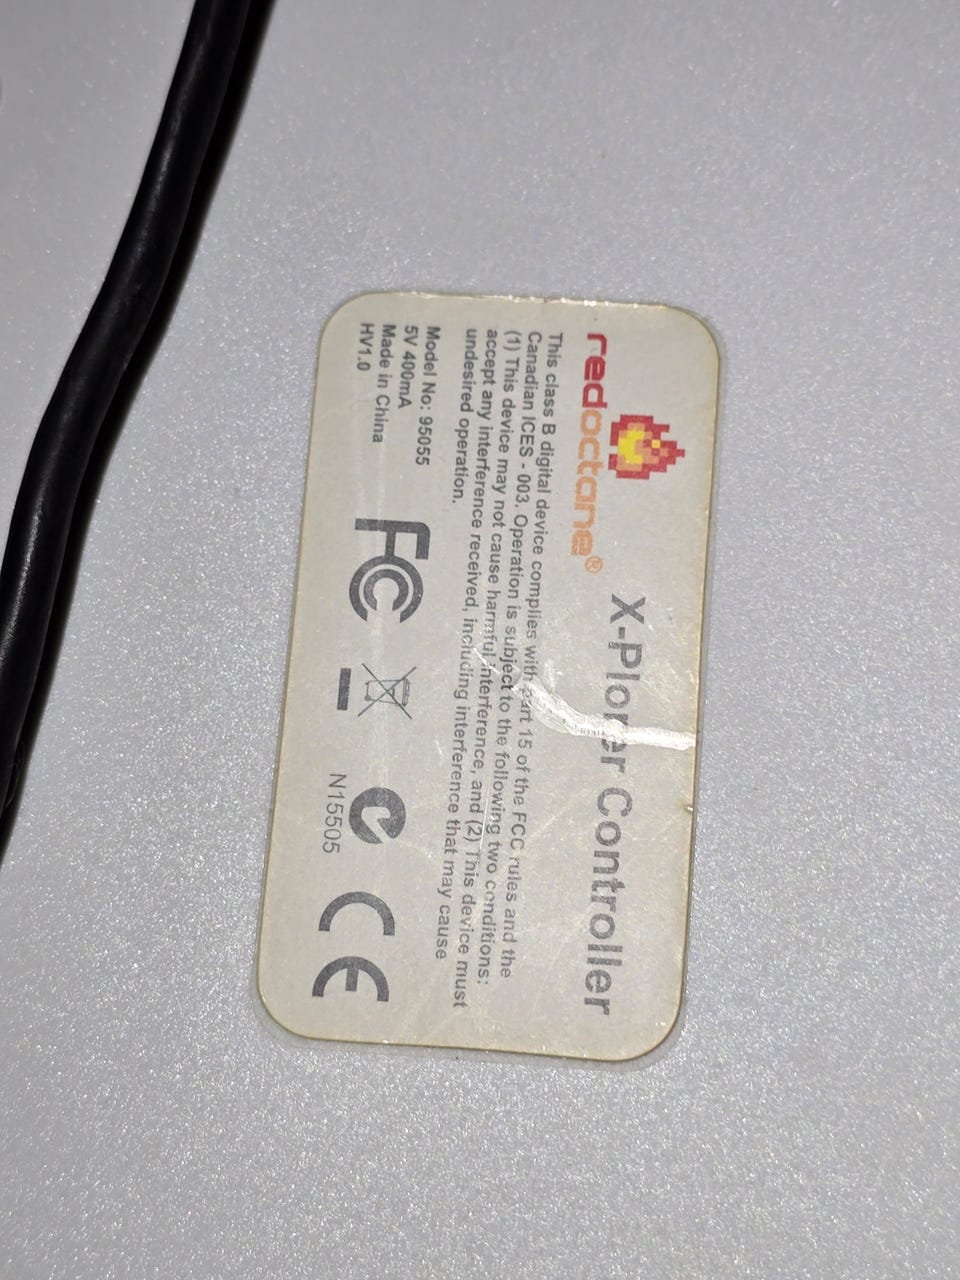 redoctane®
X-Plorer Controller
This class B digital device complies with part 15 of the FCC rules and the
Canadian ICES - 003. Operation is subject to the following two conditions:
(1) This device may not cause harmful interference, and (2) This device must
accept any interference received, including interference that may cause
undesired operation.
Model No: 95055
5V 400mA
Made in China
HV1.0
FC
N15505
CE